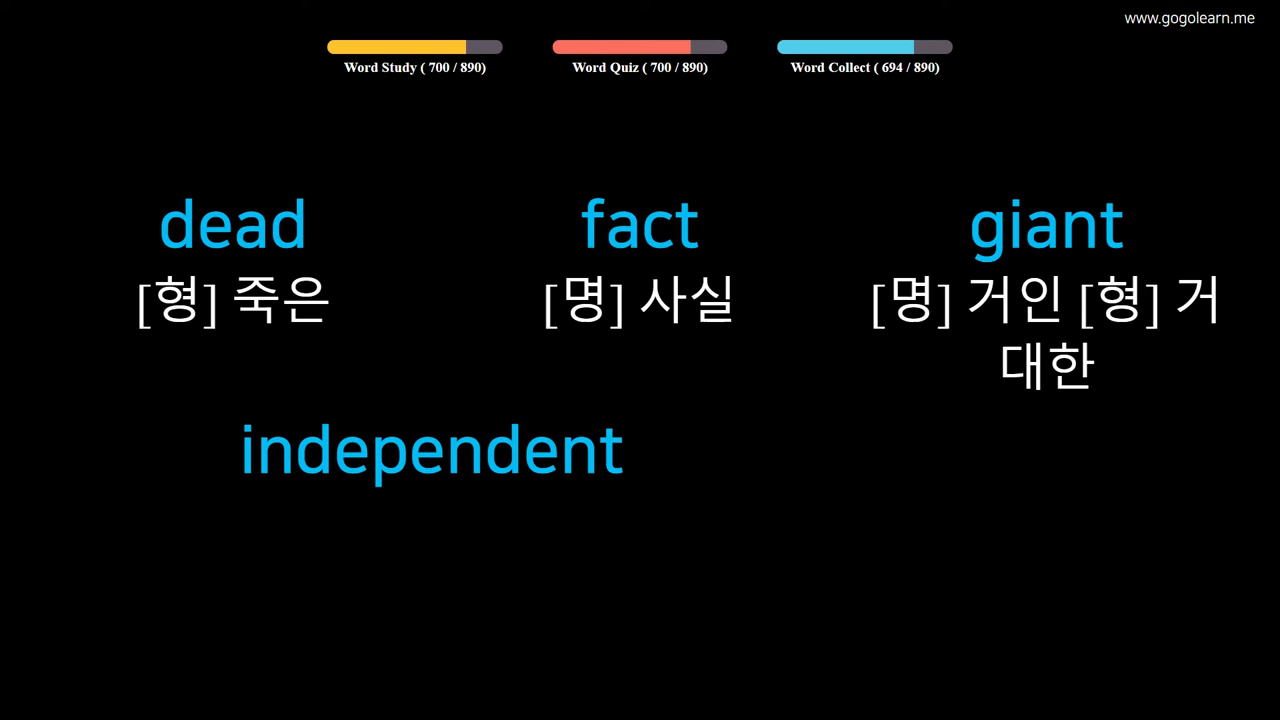 www.gogolearn.me
Word Study ( 700 / 890)
Word Quiz ( 700 / 890)
Word Collect ( 694 / 890)
dead
[형] 죽은
fact
[명] 사실
giant
[명] 거인 [형] 거
대한
independent